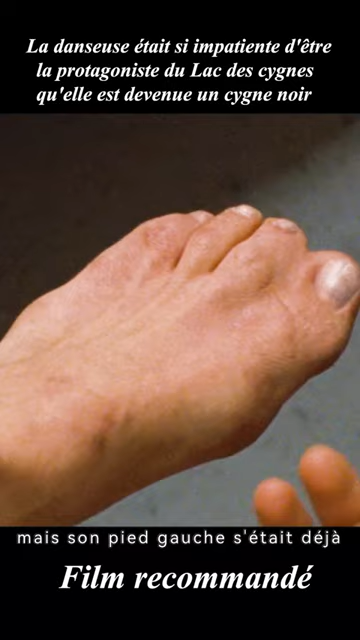 La danseuse était si impatiente d'être
la protagoniste du Lac des cygnes
qu'elle est devenue un cygne noir
mais son pied gauche s'était déjà
Film recommandé